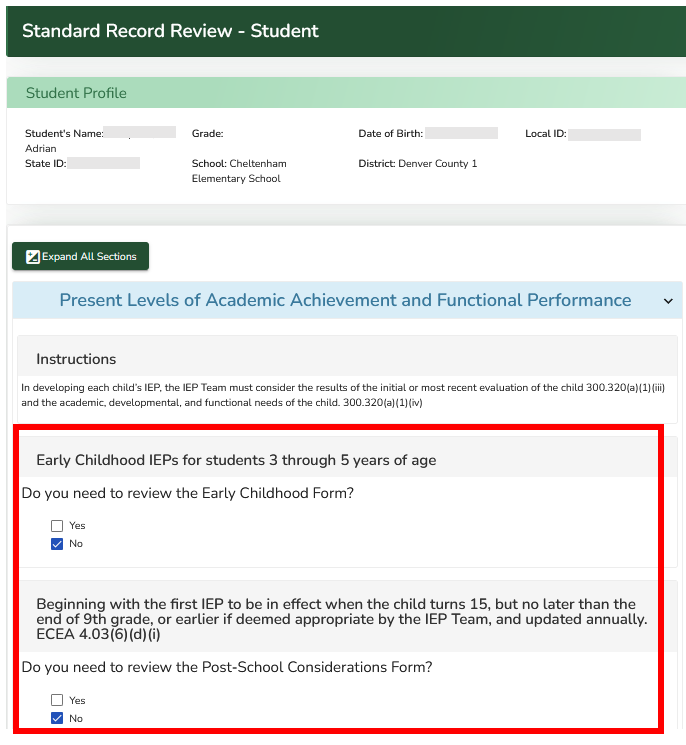 Standard Record Review - Student
Student Profile
Student's Name: Grade: Date of Birth: Local ID:
Adrian
State ID: School: Cheltenham District: Denver County 1
Elementary School
Expand All Sections
Present Levels of Academic Achievement and Functional Performance
Instructions
In developing each child's IEP, the IEP Team must consider the results of the initial or most recent evaluation of the child 300.320(a)(1)(iii)
and the academic, developmental, and functional needs of the child. 300.320(a)(1)(iv)
Early Childhood IEPs for students 3 through 5 years of age
Do you need to review the Early Childhood Form?
Yes
No
Beginning with the first IEP to be in effect when the child turns 15, but no later than the
end of 9th grade, or earlier if deemed appropriate by the IEP Team, and updated annually.
ECEA 4.03(6)(d)(i)
Do you need to review the Post-School Considerations Form?
Yes
No